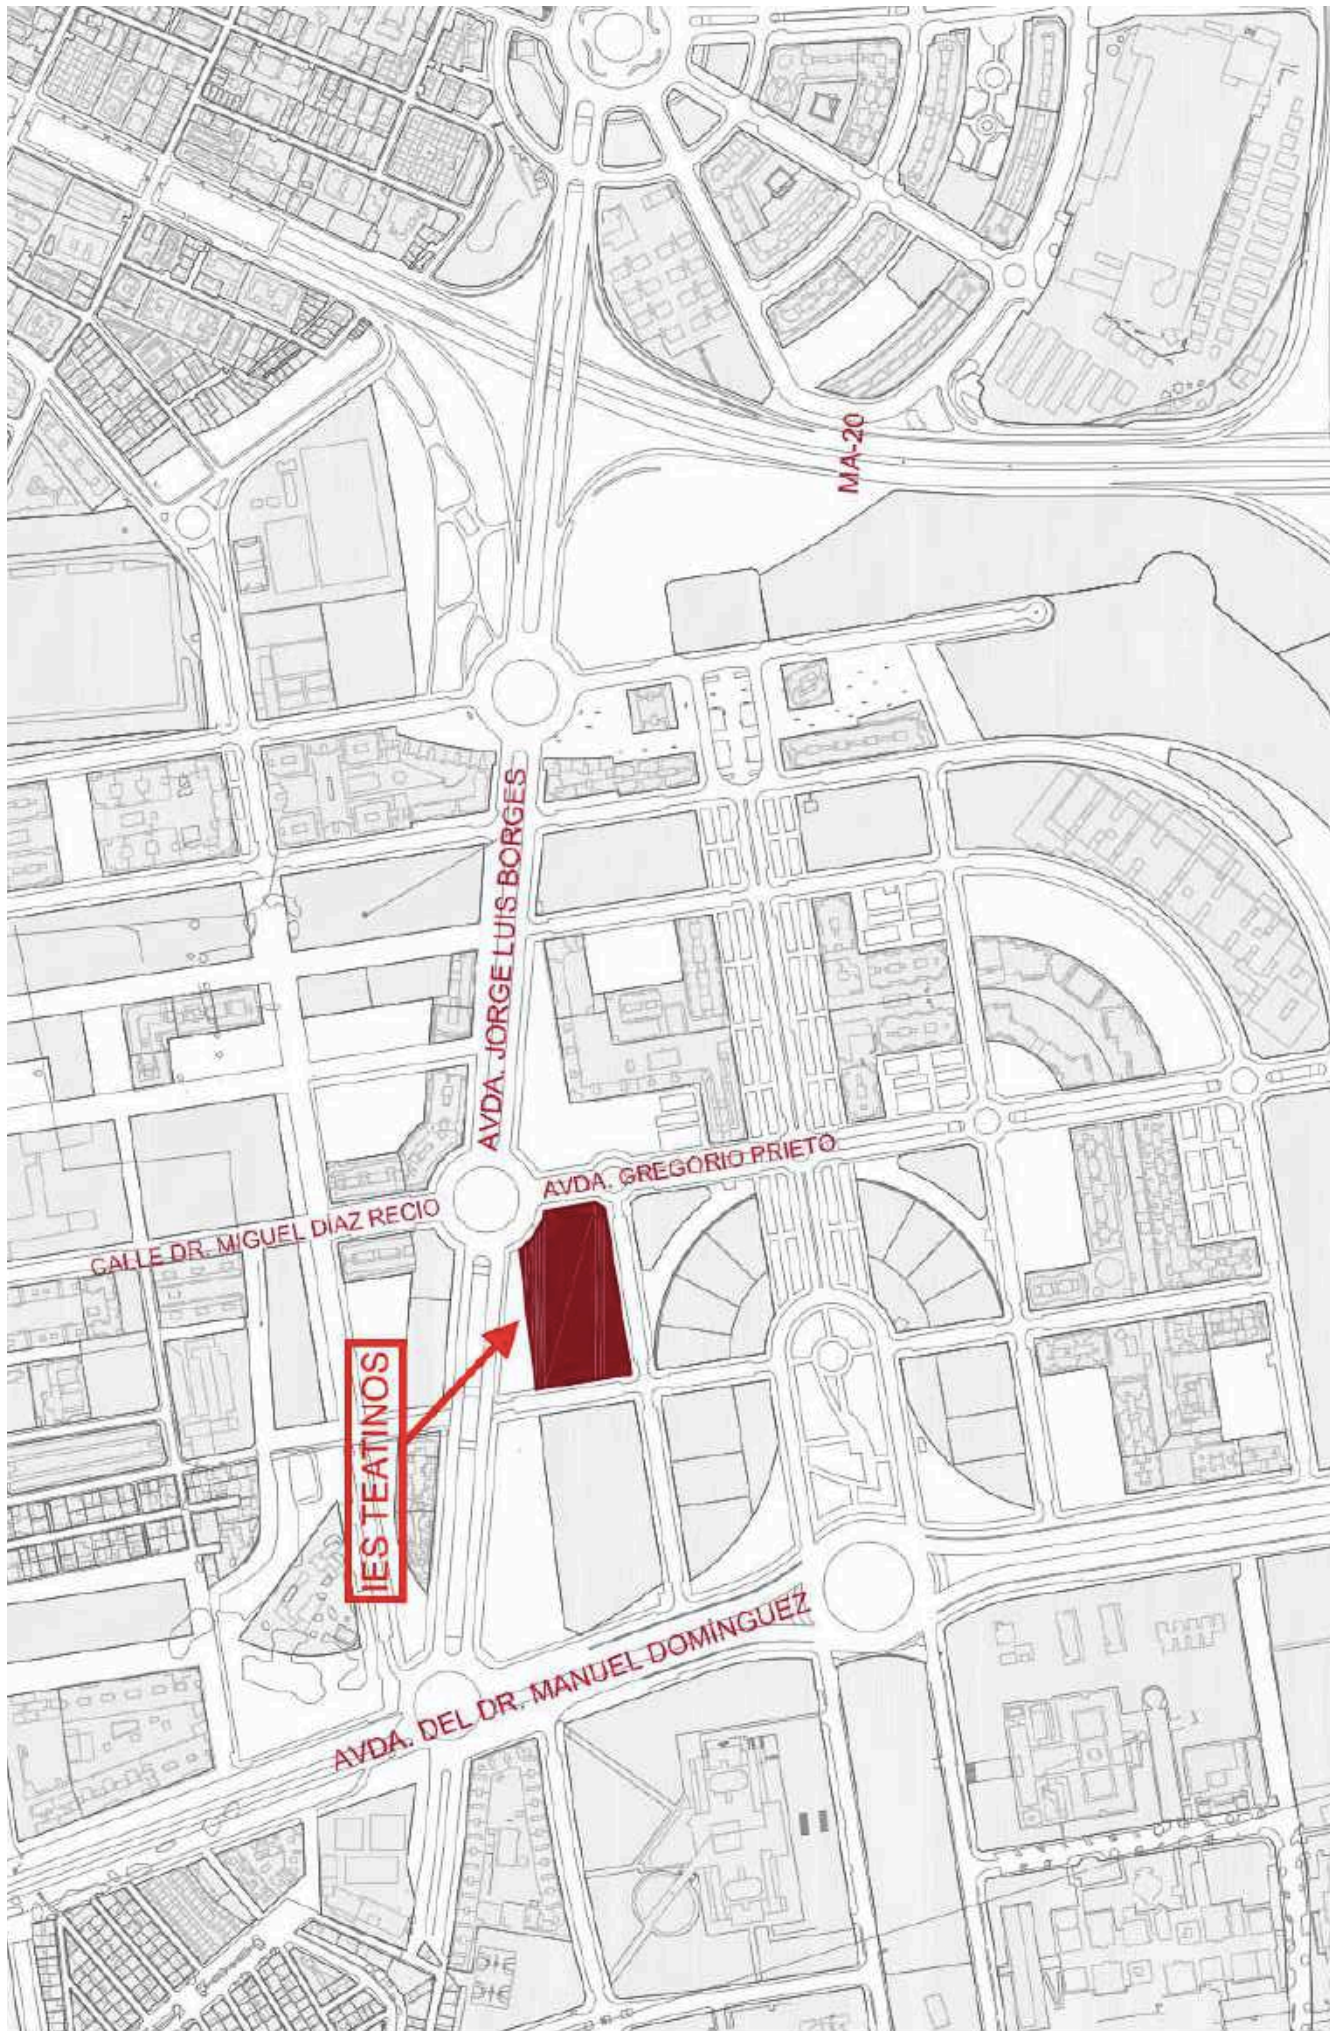 MA-20
AVDA. JORGE LUIS BORGES
CALLE DR. MIGUEL DIAZ RECIO
AVDA. GREGORIO PRIETO
IES TEATINOS
AVDA. DEL DR. MANUEL DOMÍNGUEZ